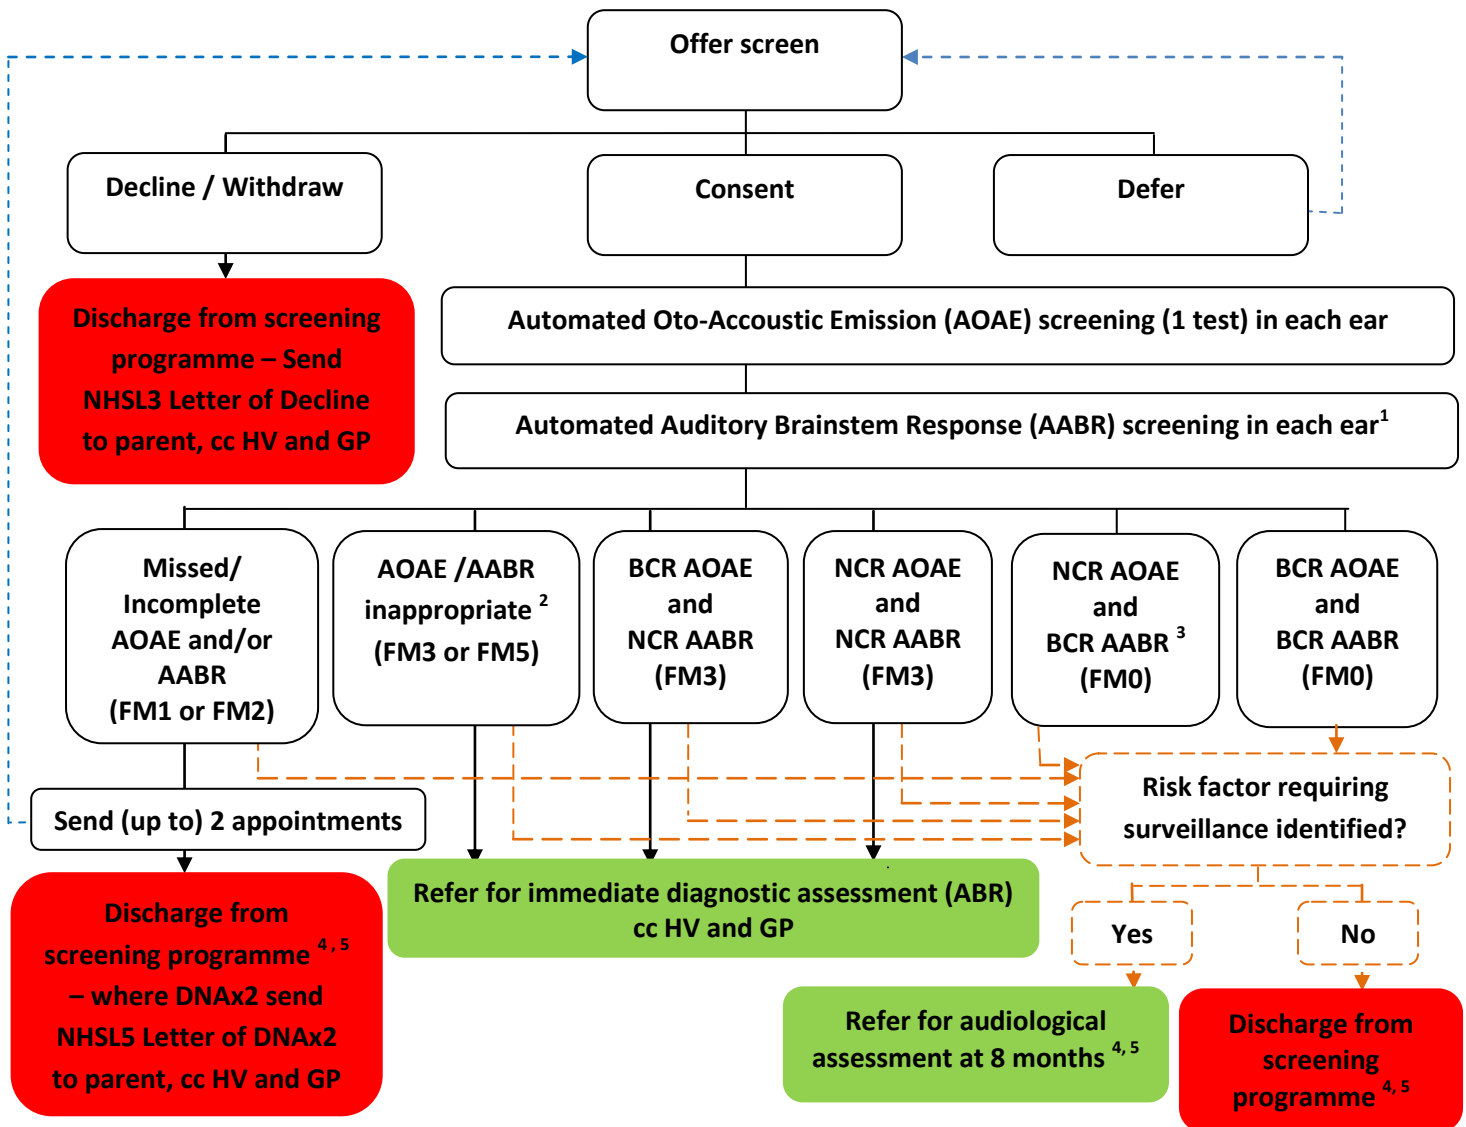 Offer screen
Decline / Withdraw
Consent
Defer
Discharge from screening
programme – Send
NHSL3 Letter of Decline
to parent, cc HV and GP
Automated Oto-Accoustic Emission (AOAE) screening (1 test) in each ear
Automated Auditory Brainstem Response (AABR) screening in each ear1
Missed/
Incomplete
AOAE and/or
AABR
(FM1 or FM2)
AOAE /AABR
inappropriate 2
(FM3 or FM5)
BCR AOAE
and
NCR AABR
(FM3)
NCR AOAE
and
NCR AABR
(FM3)
NCR AOAE
and
BCR AABR 3
(FM0)
BCR AOAE
and
BCR AABR
(FM0)
Send (up to) 2 appointments
Risk factor requiring
surveillance identified?
Discharge from
screening programme 4, 5
– where DNAx2 send
NHSL5 Letter of DNAx2
to parent, cc HV and GP
Refer for immediate diagnostic assessment (ABR)
cc HV and GP
Yes
No
Refer for audiological
assessment at 8 months 4, 5
Discharge from
screening
programme 4, 5